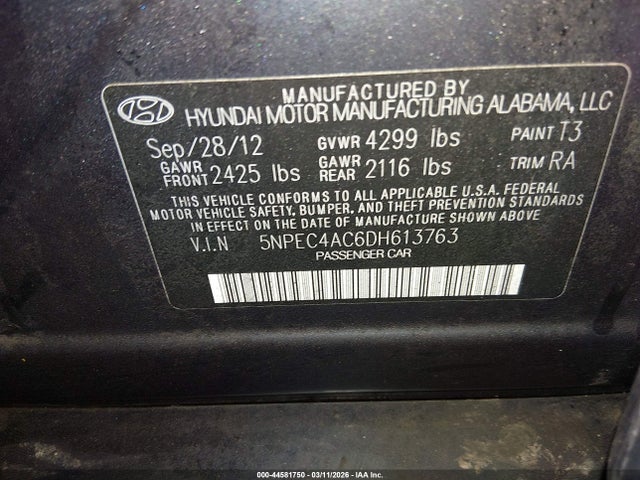 MANUFACTURED BY
HYUNDAI MOTOR MANUFACTURING ALABAMA, LLC
Sep/28/12 GVWR 4299 lbs PAINT T3
GAWR FRONT 2425 lbs GAWR REAR 2116 lbs TRIM RA
THIS VEHICLE CONFORMS TO ALL APPLICABLE U.S.A. FEDERAL
MOTOR VEHICLE SAFETY, BUMPER, AND THEFT PREVENTION STANDARDS
IN EFFECT ON THE DATE OF MANUFACTURE SHOWN ABOVE
V.I.N 5NPEC4AC6DH613763
PASSENGER CAR
000-44581750 - 03/11/2026 - IAA Inc.